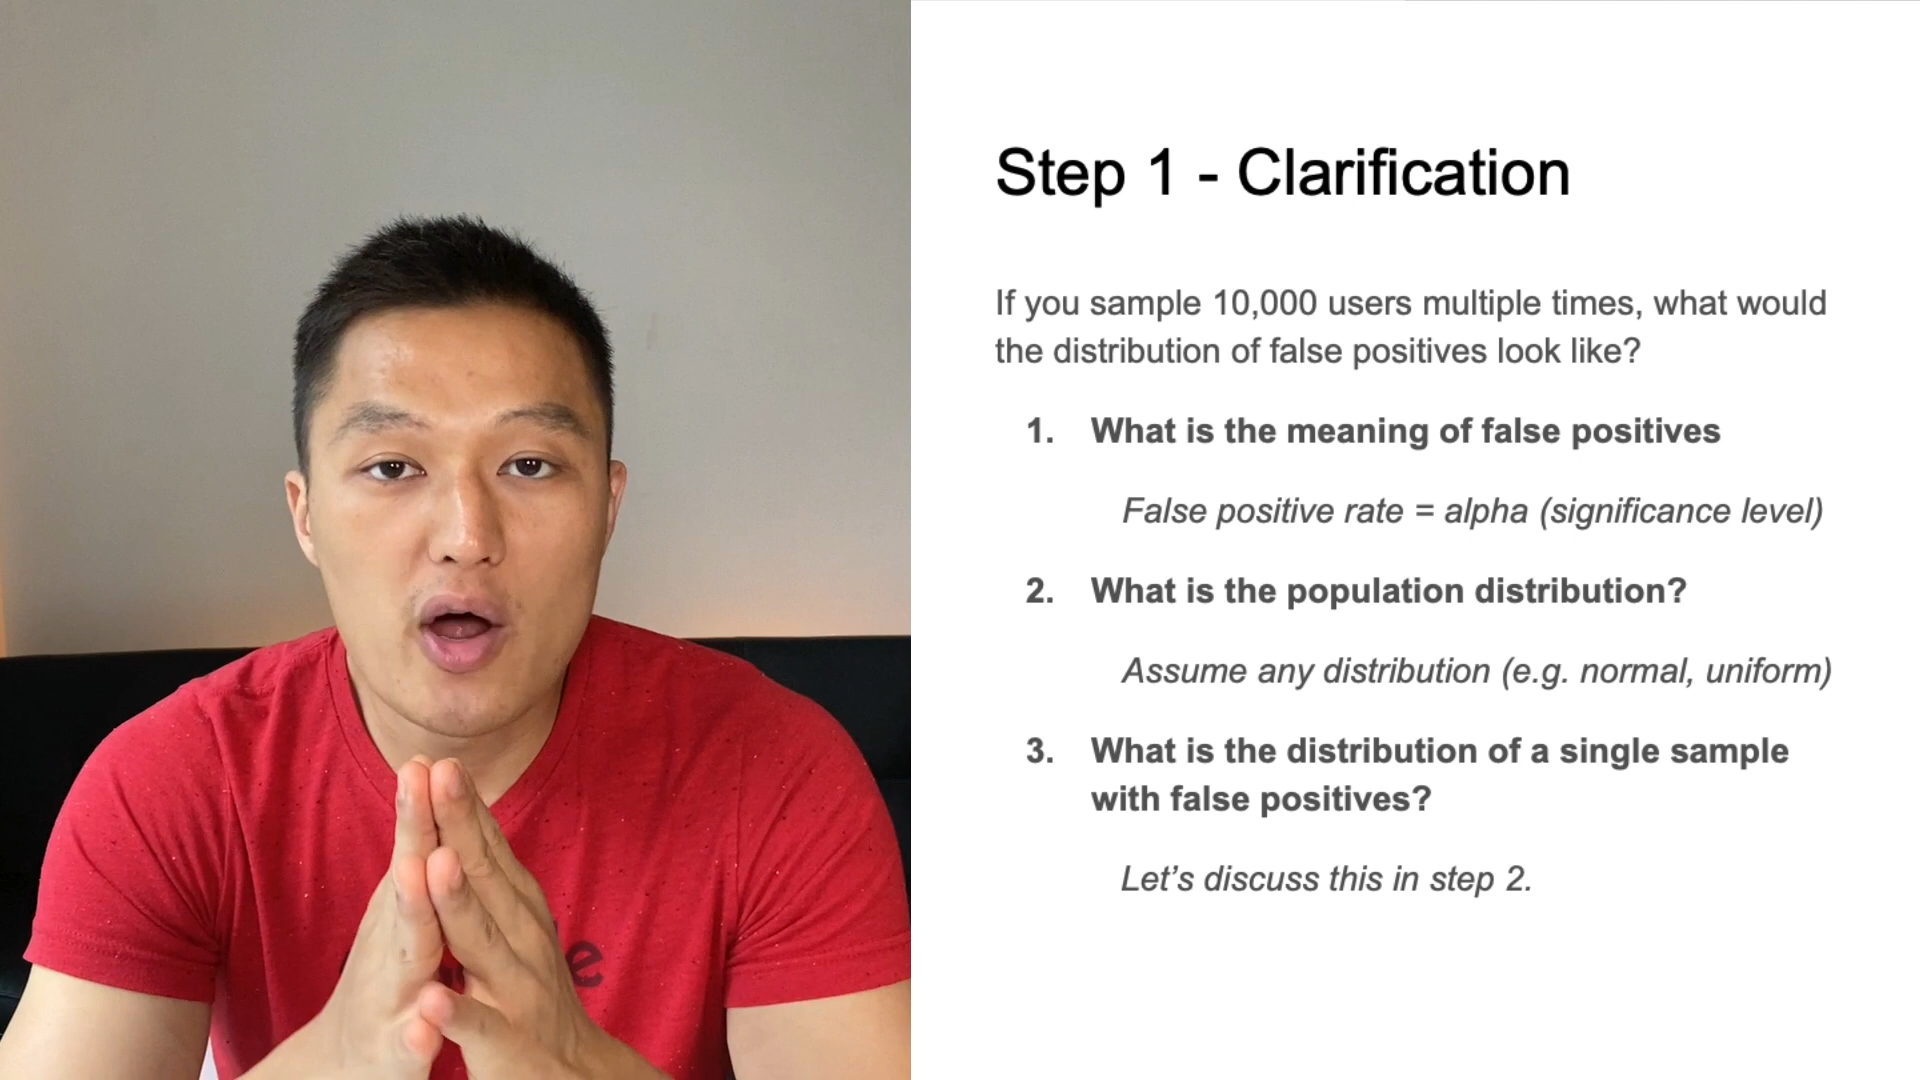 Step 1 - Clarification
If you sample 10,000 users multiple times, what would
the distribution of false positives look like?
1. What is the meaning of false positives
False positive rate = alpha (significance level)
2. What is the population distribution?
Assume any distribution (e.g. normal, uniform)
3. What is the distribution of a single sample
with false positives?
Let’s discuss this in step 2.